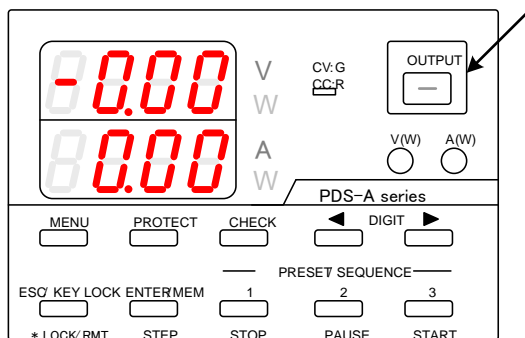 -0.00 V W
CV:G
CC:R
OUTPUT
0.00 A W
V(W) A(W)
PDS-A series
MENU PROTECT CHECK ◀ DIGIT ▶
PRESET/ SEQUENCE
ESC/ KEY LOCK ENTER/MEM 1 2 3
* LOCK/RMT STEP STOP PAUSE START